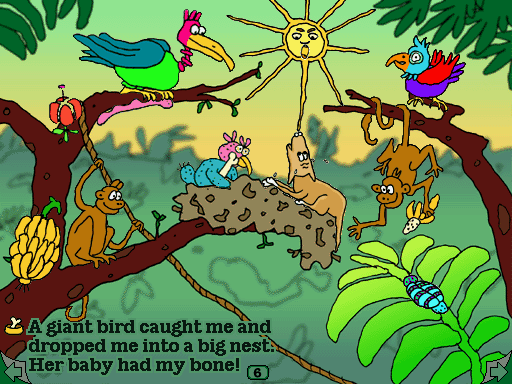 A giant bird caught me and
dropped me into a big nest.
Her baby had my bone!
6